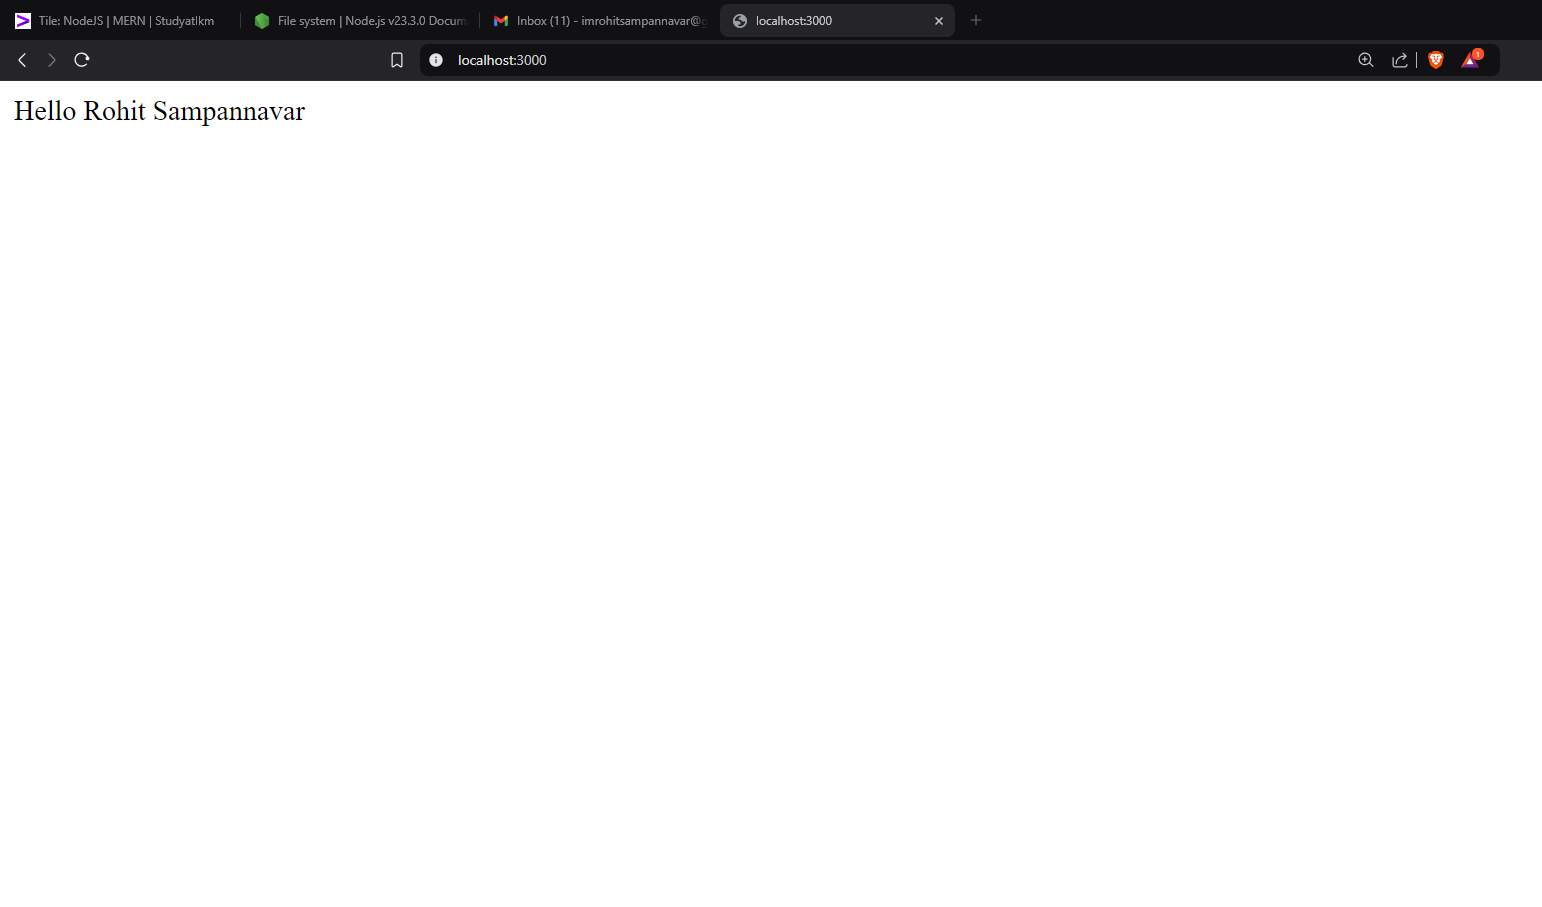 Tile: NodeJS | MERN | Studyatlkm
File system | Node.js v23.3.0 Docum
Inbox (11) - imrohitsampannavar@g
localhost:3000
localhost:3000
1
Hello Rohit Sampannavar